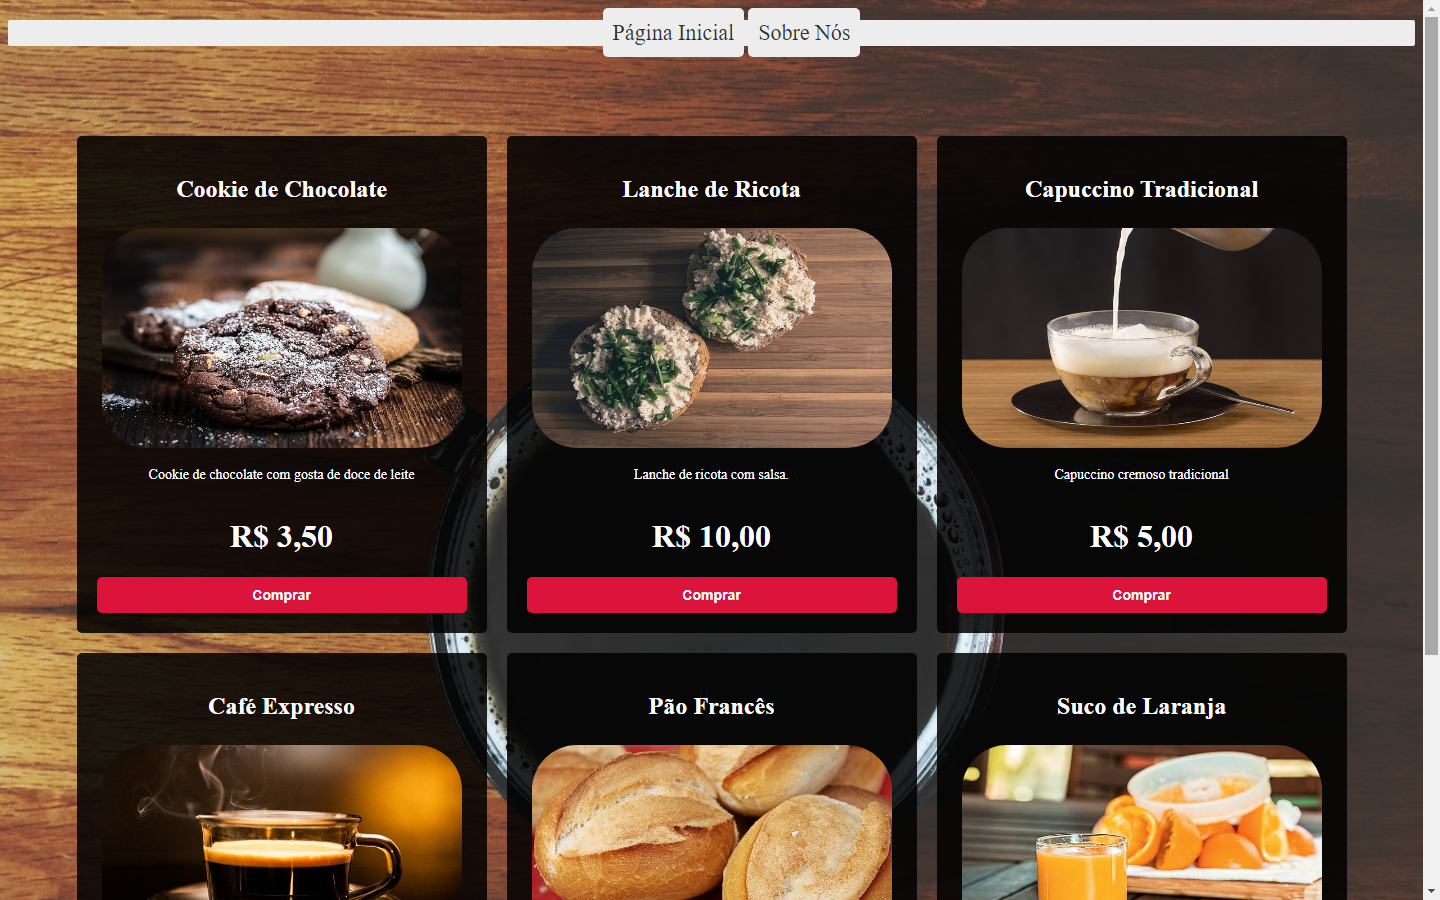 Página Inicial Sobre Nós
Cookie de Chocolate
Lanche de Ricota
Capuccino Tradicional
Cookie de chocolate com gosta de doce de leite
Lanche de ricota com salsa.
Capuccino cremoso tradicional
R$ 3,50
R$ 10,00
R$ 5,00
Comprar
Comprar
Comprar
Café Expresso
Pão Francês
Suco de Laranja